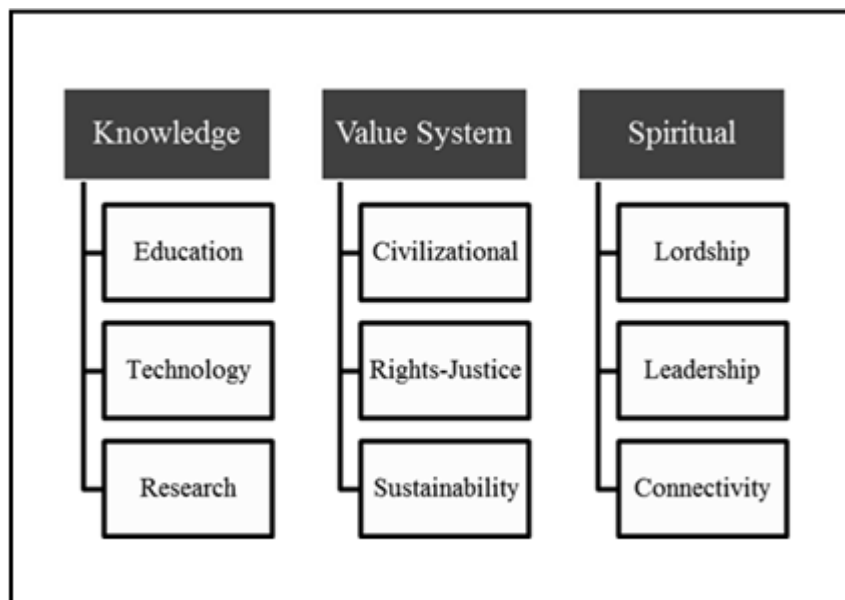 Knowledge
Education
Technology
Research
Value System
Civilizational
Rights-Justice
Sustainability
Spiritual
Lordship
Leadership
Connectivity